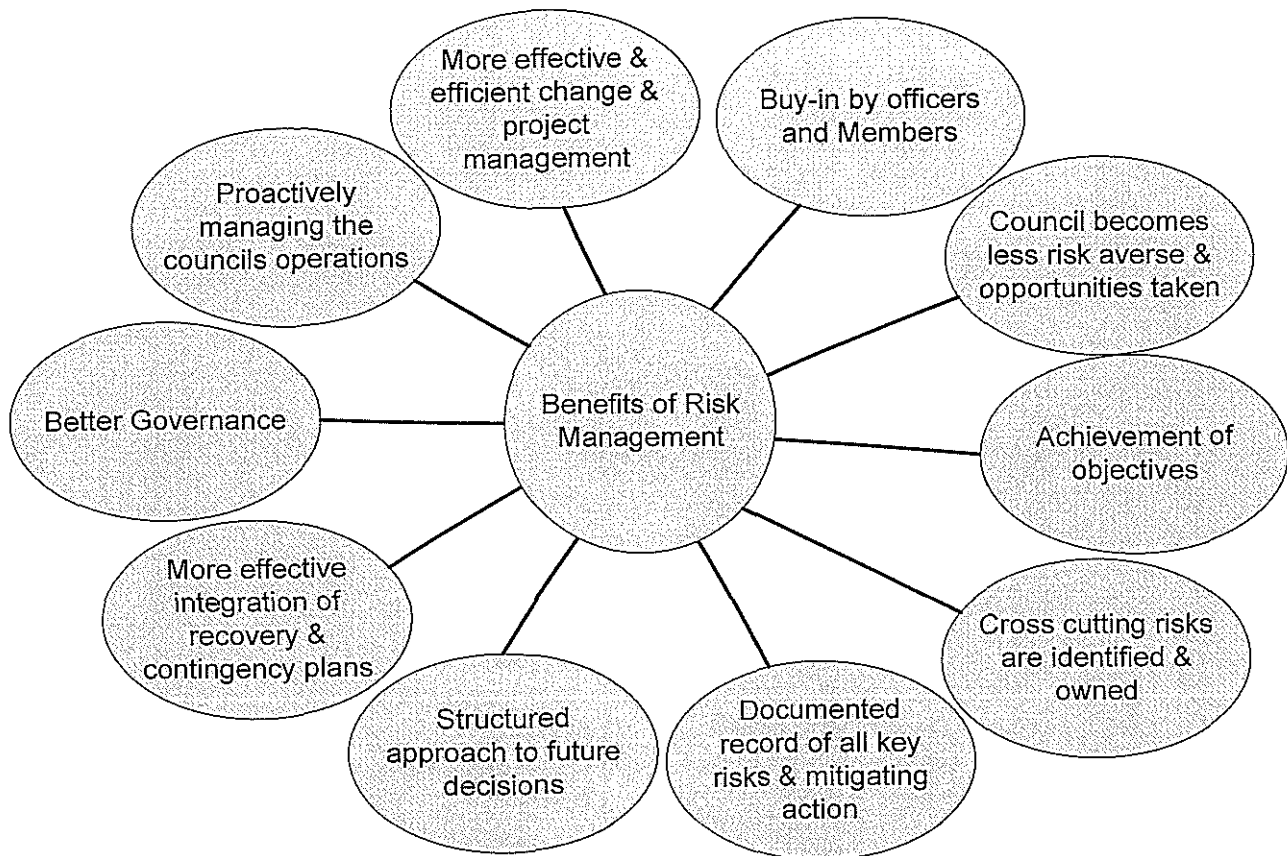 More effective &
efficient change &
project
management
Buy-in by officers
and Members
Proactively
managing the
councils operations
Council becomes
less risk averse &
opportunities taken
Better Governance
Benefits of Risk
Management
Achievement of
objectives
More effective
integration of
recovery &
contingency plans
Cross cutting risks
are identified &
owned
Structured
approach to future
decisions
Documented
record of all key
risks & mitigating
action